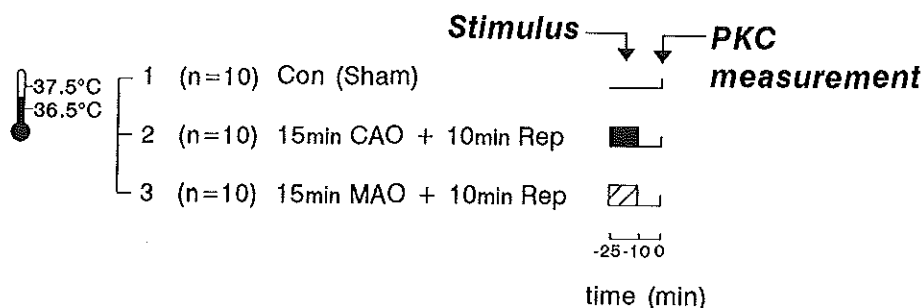 Stimulus
PKC
measurement
37.5°C
36.5°C
1 (n=10) Con (Sham)
2 (n=10) 15min CAO + 10min Rep
3 (n=10) 15min MAO + 10min Rep
-25-10 0
time (min)